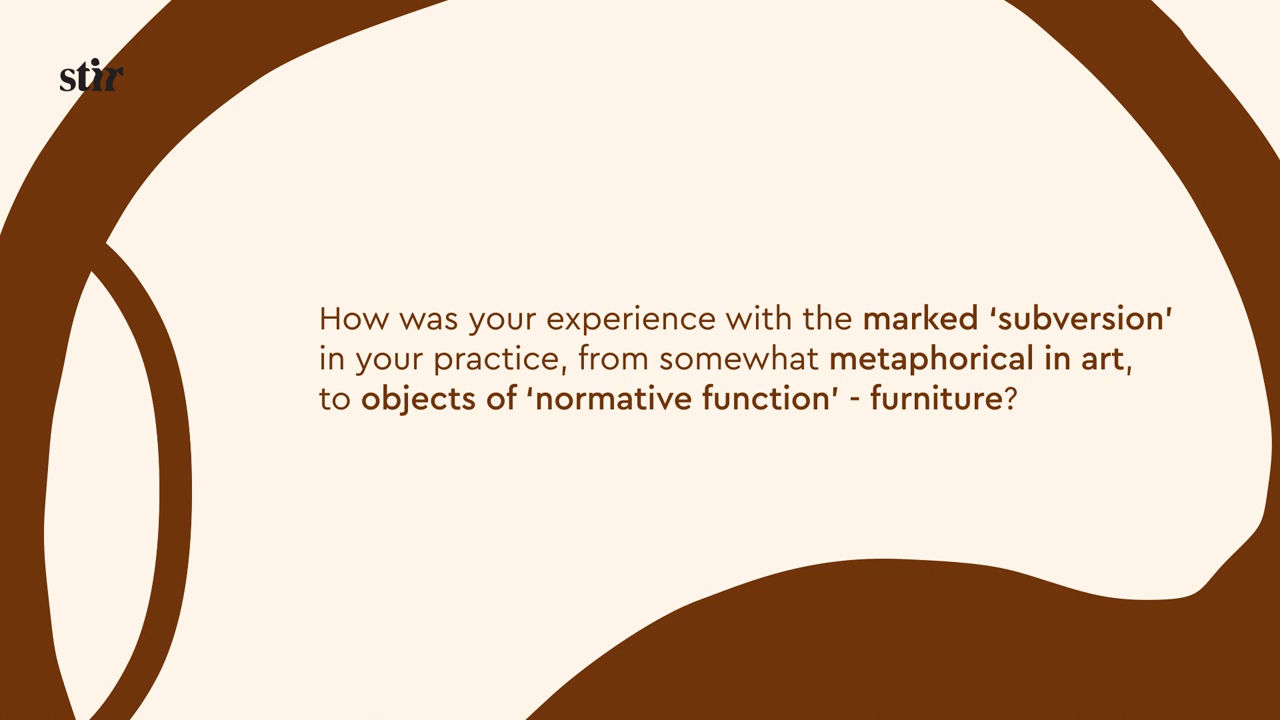 stir
How was your experience with the marked ‘subversion’
in your practice, from somewhat metaphorical in art,
to objects of ‘normative function’ - furniture?